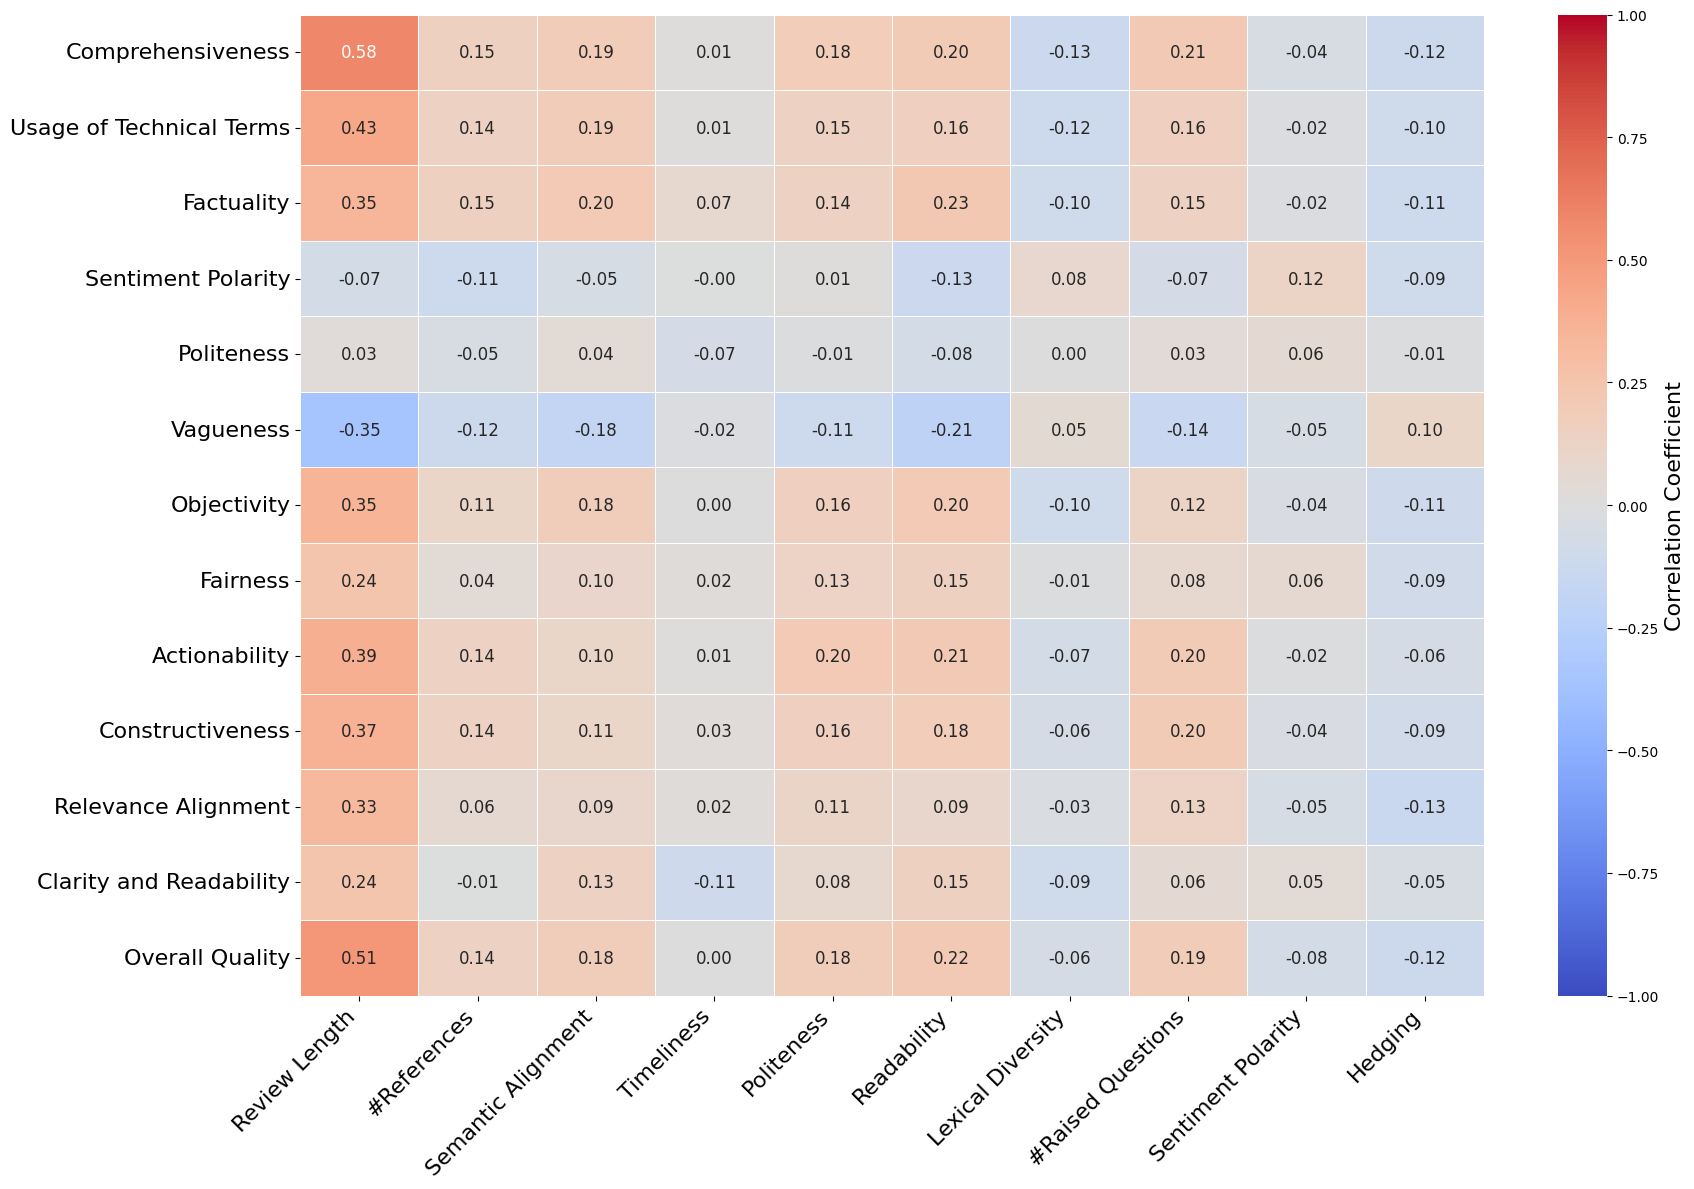 Comprehensiveness 0.58 0.15 0.19 0.01 0.18 0.20 -0.13 0.21 -0.04 -0.12
Usage of Technical Terms 0.43 0.14 0.19 0.01 0.15 0.16 -0.12 0.16 -0.02 -0.10
Factuality 0.35 0.15 0.20 0.07 0.14 0.23 -0.10 0.15 -0.02 -0.11
Sentiment Polarity -0.07 -0.11 -0.05 -0.00 0.01 -0.13 0.08 -0.07 0.12 -0.09
Politeness 0.03 -0.05 0.04 -0.07 -0.01 -0.08 0.00 0.03 0.06 -0.01
Vagueness -0.35 -0.12 -0.18 -0.02 -0.11 -0.21 0.05 -0.14 -0.05 0.10
Objectivity 0.35 0.11 0.18 0.00 0.16 0.20 -0.10 0.12 -0.04 -0.11
Fairness 0.24 0.04 0.10 0.02 0.13 0.15 -0.01 0.08 0.06 -0.09
Actionability 0.39 0.14 0.10 0.01 0.20 0.21 -0.07 0.20 -0.02 -0.06
Constructiveness 0.37 0.14 0.11 0.03 0.16 0.18 -0.06 0.20 -0.04 -0.09
Relevance Alignment 0.33 0.06 0.09 0.02 0.11 0.09 -0.03 0.13 -0.05 -0.13
Clarity and Readability 0.24 -0.01 0.13 -0.11 0.08 0.15 -0.09 0.06 0.05 -0.05
Overall Quality 0.51 0.14 0.18 0.00 0.18 0.22 -0.06 0.19 -0.08 -0.12
Review Length
#References
Semantic Alignment
Timeliness
Politeness
Readability
Lexical Diversity
#Raised Questions
Sentiment Polarity
Hedging
1.00
0.75
0.50
0.25
0.00
−0.25
−0.50
−0.75
−1.00
Correlation Coefficient